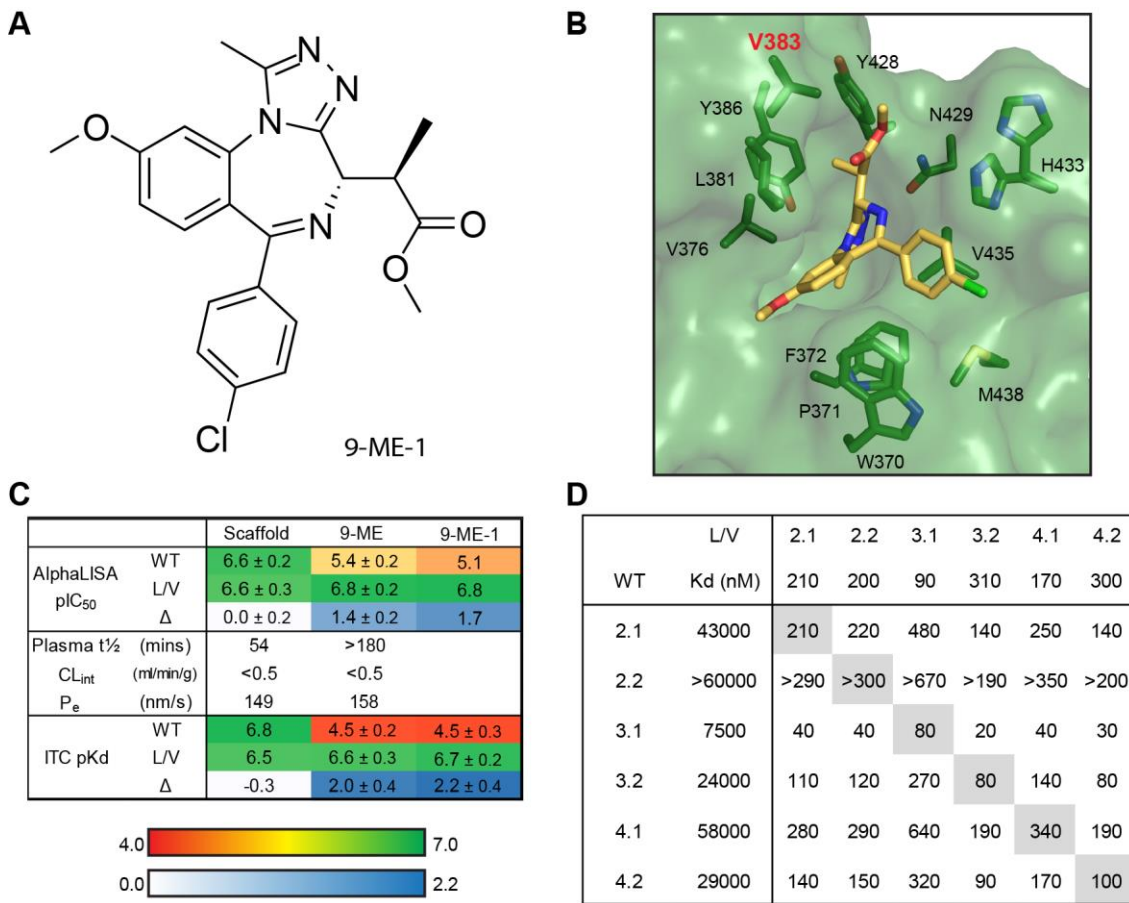 A
N
N
N
N
O
O
O
Cl
9-ME-1
B
V383
Y428
Y386
N429
H433
L381
V376
V435
F372
M438
P371
W370
C
Scaffold 9-ME 9-ME-1
AlphaLISA pIC50 WT 6.6 ± 0.2 5.4 ± 0.2 5.1
L/V 6.6 ± 0.3 6.8 ± 0.2 6.8
Δ 0.0 ± 0.2 1.4 ± 0.2 1.7
Plasma t½ (mins) 54 >180
CLint (ml/min/g) <0.5 <0.5
Pe (nm/s) 149 158
ITC pKd WT 6.8 4.5 ± 0.2 4.5 ± 0.3
L/V 6.5 6.6 ± 0.3 6.7 ± 0.2
Δ -0.3 2.0 ± 0.4 2.2 ± 0.4
4.0 7.0
0.0 2.2
D
L/V 2.1 2.2 3.1 3.2 4.1 4.2
WT Kd (nM) 210 200 90 310 170 300
2.1 43000 210 220 480 140 250 140
2.2 >60000 >290 >300 >670 >190 >350 >200
3.1 7500 40 40 80 20 40 30
3.2 24000 110 120 270 80 140 80
4.1 58000 280 290 640 190 340 190
4.2 29000 140 150 320 90 170 100